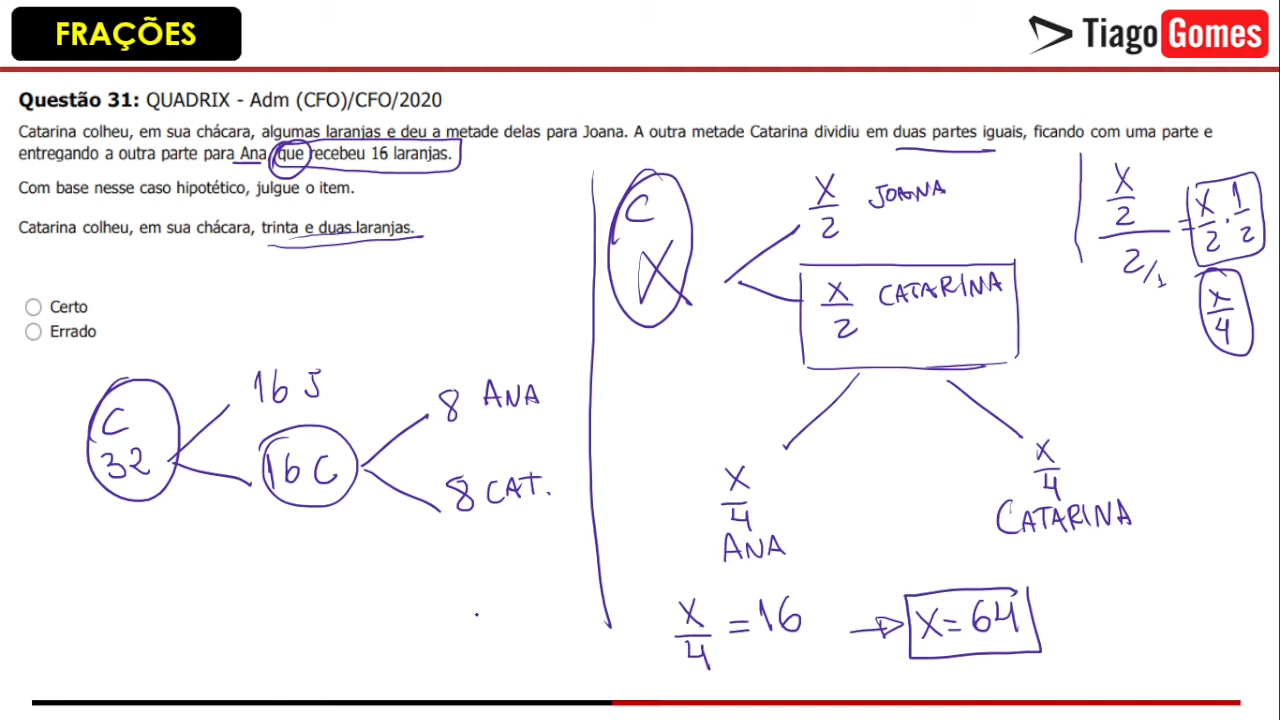 FRAÇÕES
Tiago Gomes
Questão 31: QUADRIX - Adm (CFO)/CFO/2020
Catarina colheu, em sua chácara, algumas laranjas e deu a metade delas para Joana. A outra metade Catarina dividiu em duas partes iguais, ficando com uma parte e
entregando a outra parte para Ana, que recebeu 16 laranjas.
Com base nesse caso hipotético, julgue o item.
Catarina colheu, em sua chácara, trinta e duas laranjas.
Certo
Errado
C
32
16 J
16 C
8 ANA
8 CAT.
C
X
X/2 JOANA
X/2 CATARINA
X/4
ANA
X/4
CATARINA
X/2 / 2/1 = X/2 · 1/2
X/4
X/4 = 16 → X = 64